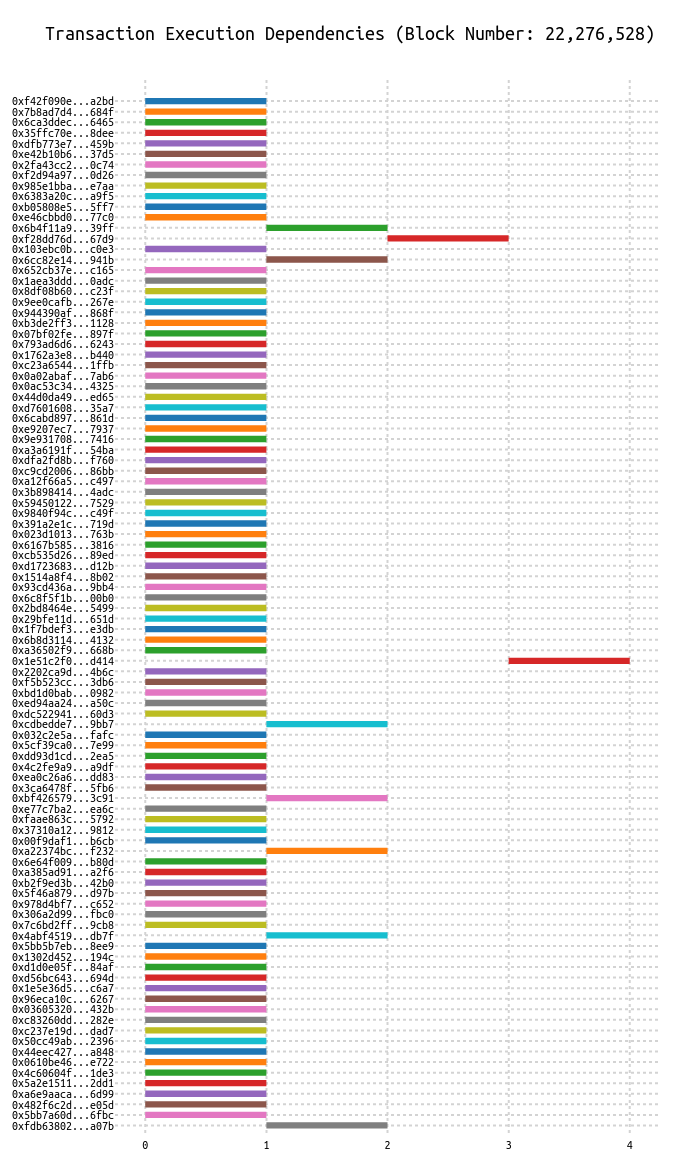 Transaction Execution Dependencies (Block Number: 22,276,528)
0xf42f090e...a2bd
0x7b8ad7d4...684f
0x6ca3ddec...6465
0x35ffc70e...8dee
0xdfb773e7...459b
0xe42b10b6...37d5
0x2fa43cc2...0c74
0xf2d94a97...0d26
0x985e1bba...e7aa
0x6383a20c...a9f5
0xb05808e5...5ff7
0xe46cbbd0...77c0
0x6b4f11a9...39ff
0xf28dd76d...67d9
0x103ebc0b...c0e3
0x6cc82e14...941b
0x652cb37e...c165
0x1aea3ddd...0adc
0x8df08b60...c23f
0x9ee0cafb...267e
0x944390af...868f
0xb3de2ff3...1128
0x07bf02fe...897f
0x793ad6d6...6243
0x1762a3e8...b440
0xc23a6544...1ffb
0x0a02abaf...7ab6
0x0ac53c34...4325
0x44d0da49...ed65
0xd7601608...35a7
0x6cabd897...861d
0xe9207ec7...7937
0x9e931708...7416
0xa3a6191f...54ba
0xdfa2fd8b...f760
0xc9cd2006...86bb
0xa12f66a5...c497
0x3b898414...4adc
0x59450122...7529
0x9840f94c...c49f
0x391a2e1c...719d
0x023d1013...763b
0x6167b585...3816
0xcb535d26...89ed
0xd1723683...d12b
0x1514a8f4...8b02
0x93cd436a...9bb4
0x6c8f5f1b...00b0
0x2bd8464e...5499
0x29bfe11d...651d
0x1f7bdef3...e3db
0x6b8d3114...4132
0xa36502f9...668b
0x1e51c2f0...d414
0x2202ca9d...4b6c
0xf5b523cc...3db6
0xbd1d0bab...0982
0xed94aa24...a50c
0xdc522941...60d3
0xcdbedde7...9bb7
0x032c2e5a...fafc
0x5cf39ca0...7e99
0xdd93d1cd...2ea5
0x4c2fe9a9...a9df
0xea0c26a6...dd83
0x3ca6478f...5fb6
0xbf426579...3c91
0xe77c7ba2...ea6c
0xfaae863c...5792
0x37310a12...9812
0x00f9daf1...b6cb
0xa22374bc...f232
0x6e64f009...b80d
0xa385ad91...a2f6
0xb2f9ed3b...42b0
0x5f46a879...d97b
0x978d4bf7...c652
0x306a2d99...fbc0
0x7c6bd2ff...9cb8
0x4abf4519...db7f
0x5bb5b7eb...8ee9
0x1302d452...194c
0xd1d0e05f...84af
0xd56bc643...694d
0x1e5e36d5...c6a7
0x96eca10c...6267
0x03605320...432b
0xc83260dd...282e
0xc237e19d...dad7
0x50cc49ab...2396
0x44eec427...a848
0x0610be46...e722
0x4c60604f...1de3
0x5a2e1511...2dd1
0xa6e9aaca...6d99
0x482f6c2d...e05d
0x5bb7a60d...6fbc
0xfdb63802...a07b
0 1 2 3 4